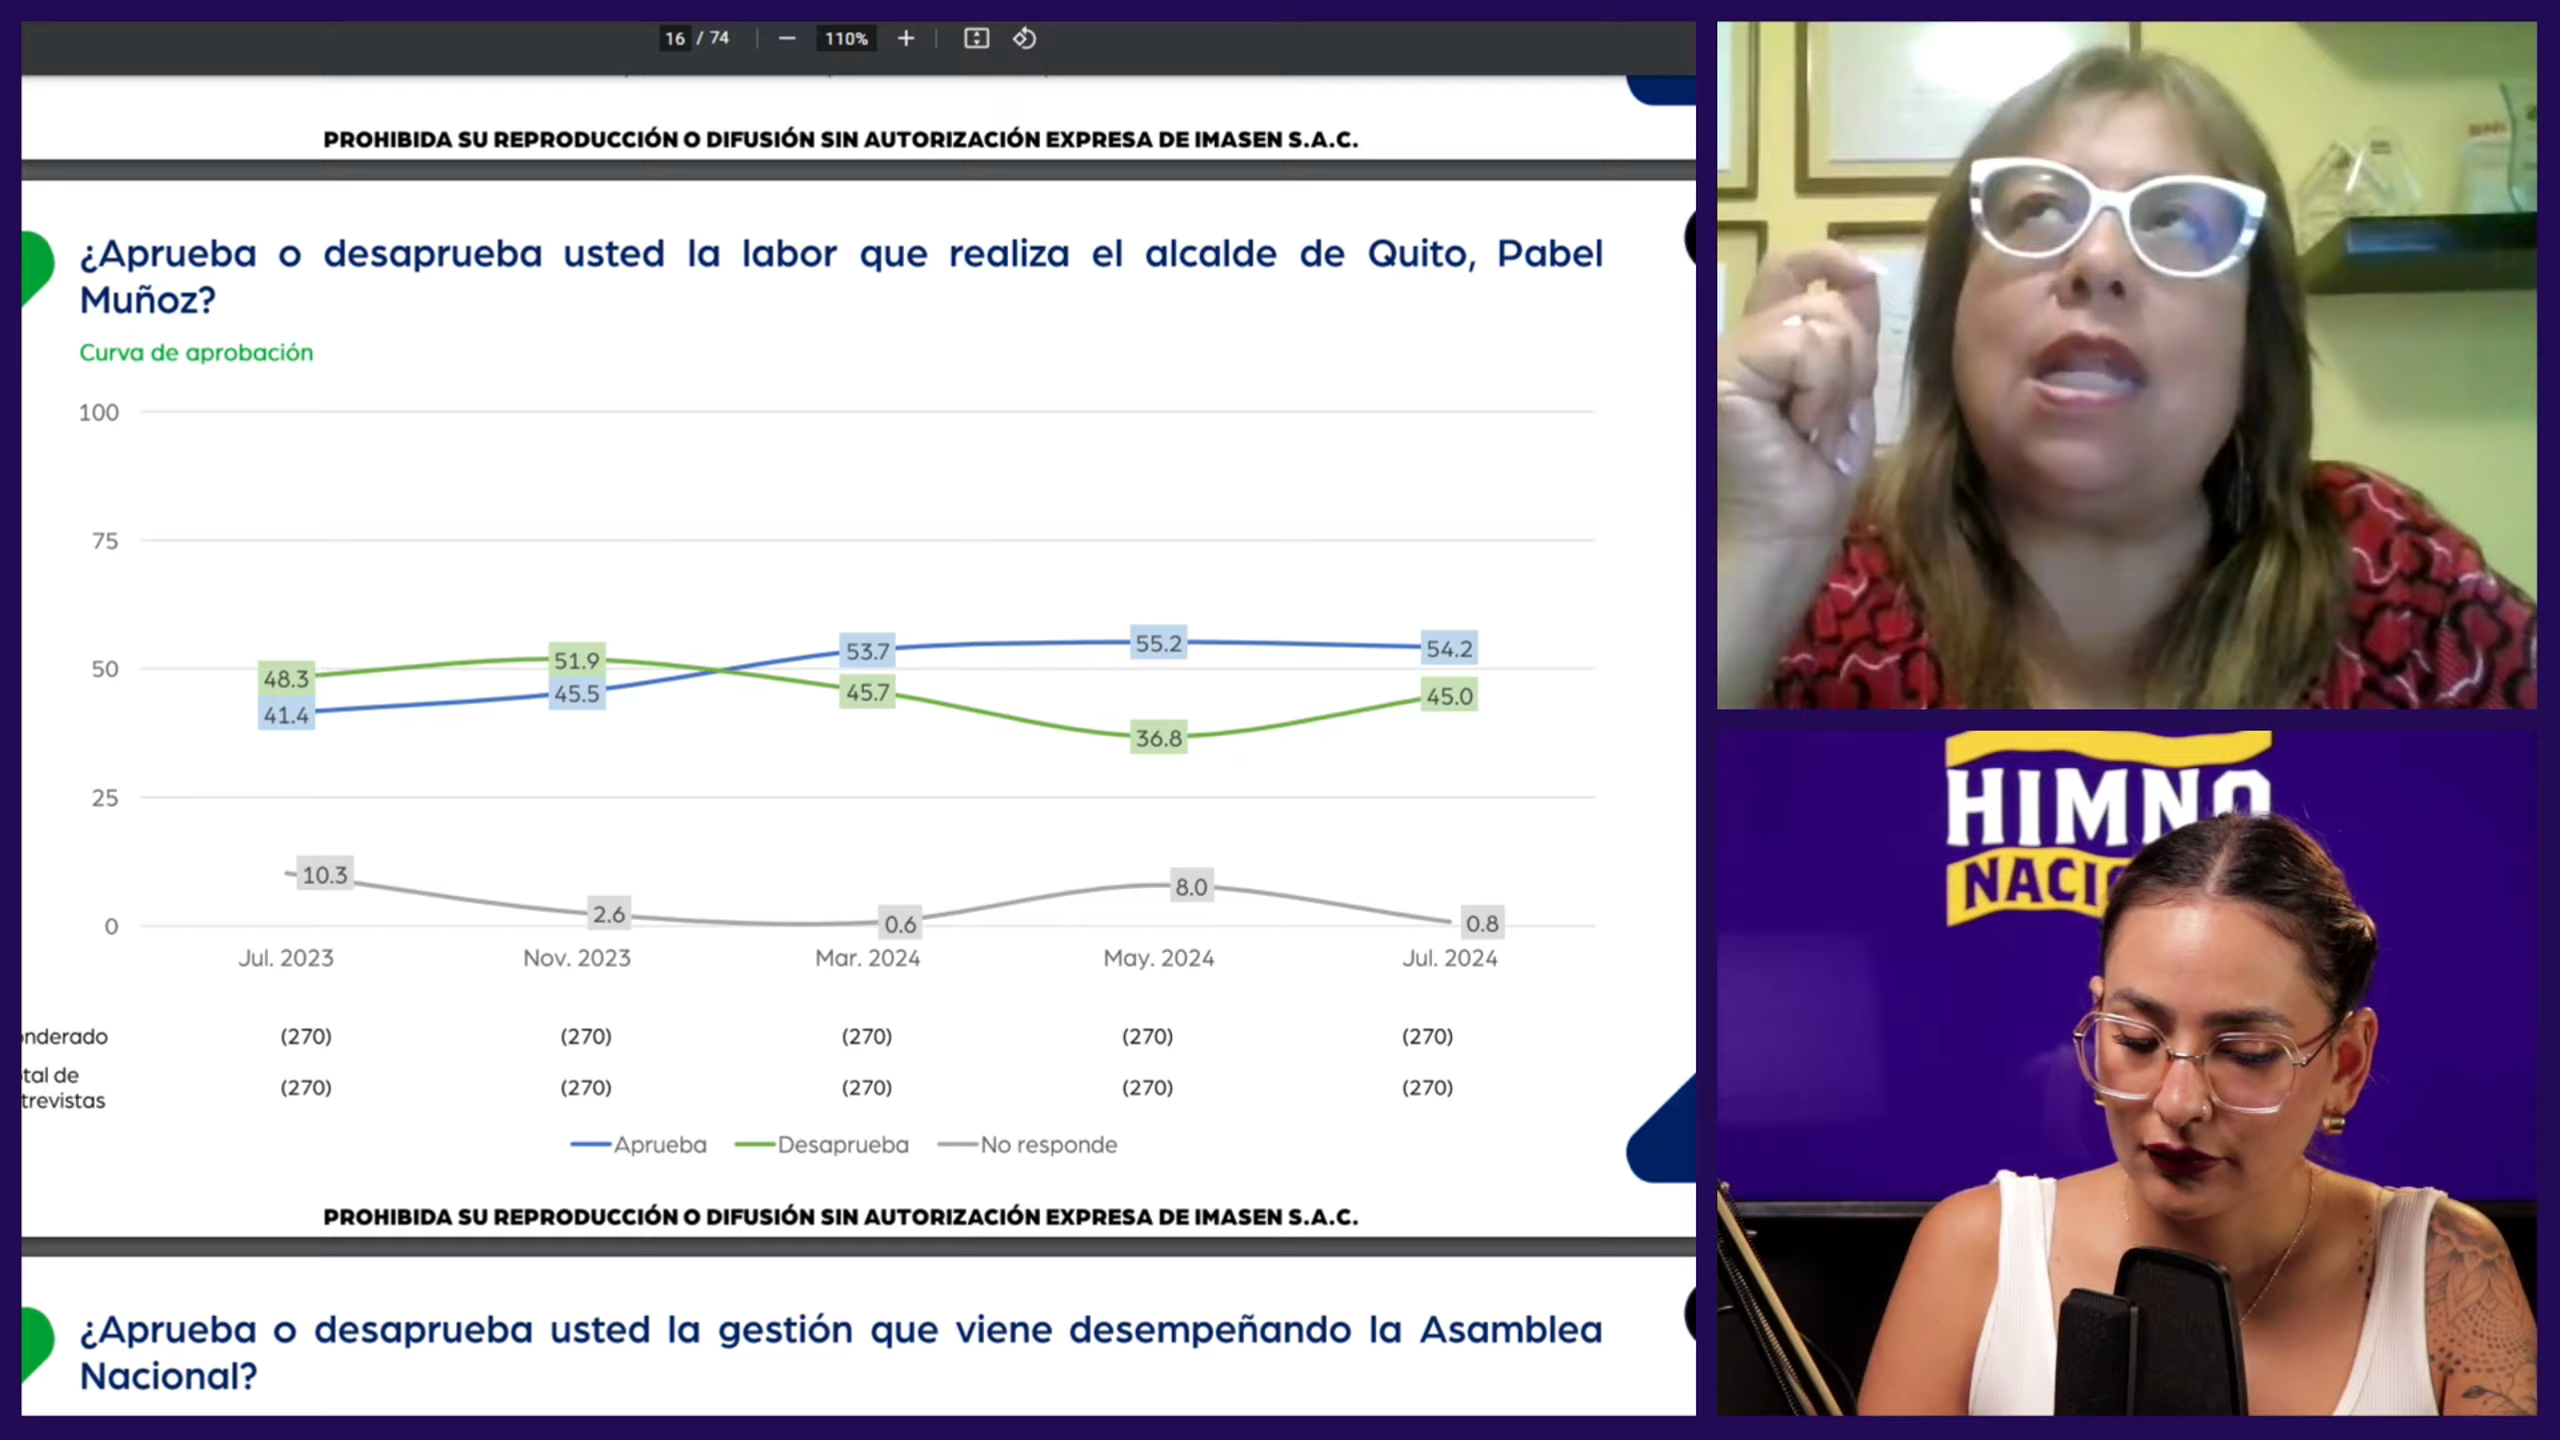 16 / 74 — 110% +
PROHIBIDA SU REPRODUCCIÓN O DIFUSIÓN SIN AUTORIZACIÓN EXPRESA DE IMASEN S.A.C.
¿Aprueba o desaprueba usted la labor que realiza el alcalde de Quito, Pabel
Muñoz?
Curva de aprobación
100
75
50
25
0
48.3 51.9 45.7 36.8 45.0
41.4 45.5 53.7 55.2 54.2
10.3 2.6 0.6 8.0 0.8
Jul. 2023 Nov. 2023 Mar. 2024 May. 2024 Jul. 2024
nderado (270) (270) (270) (270) (270)
tal de
trevistas (270) (270) (270) (270) (270)
Aprueba Desaprueba No responde
PROHIBIDA SU REPRODUCCIÓN O DIFUSIÓN SIN AUTORIZACIÓN EXPRESA DE IMASEN S.A.C.
¿Aprueba o desaprueba usted la gestión que viene desempeñando la Asamblea
Nacional?
HIMNO
NACI